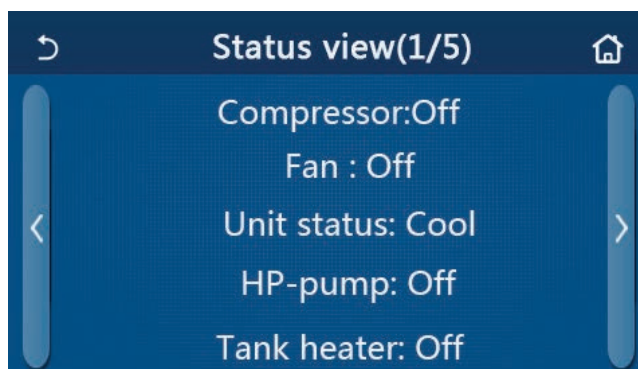 Status view(1/5)
Compressor:Off
Fan : Off
Unit status: Cool
HP-pump: Off
Tank heater: Off